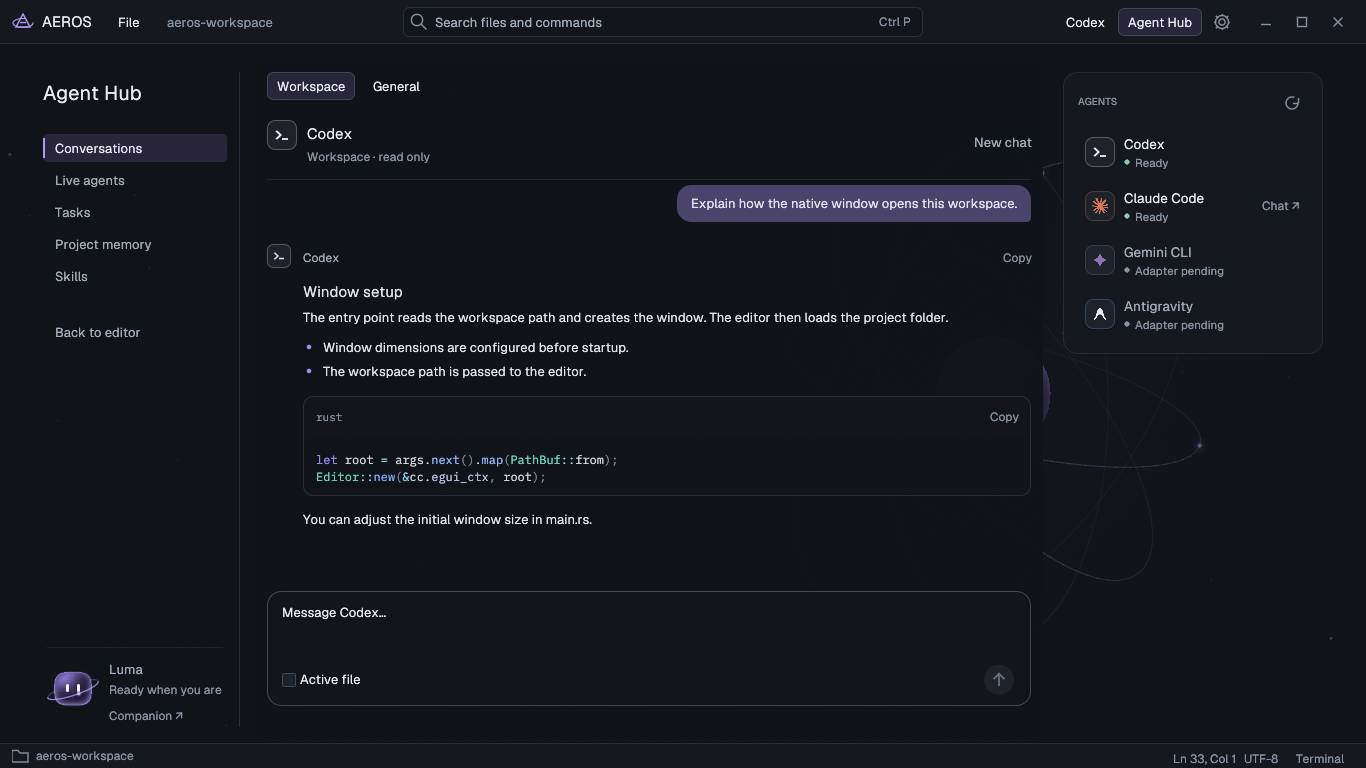 AEROS File aeros-workspace Search files and commands Ctrl P Codex Agent Hub
Agent Hub
Conversations
Live agents
Tasks
Project memory
Skills
Back to editor
Luma
Ready when you are
Companion ↗
Workspace General
Codex
Workspace · read only
New chat
Explain how the native window opens this workspace.
Codex Copy
Window setup
The entry point reads the workspace path and creates the window. The editor then loads the project folder.
• Window dimensions are configured before startup.
• The workspace path is passed to the editor.
rust Copy
let root = args.next().map(PathBuf::from);
Editor::new(&cc.egui_ctx, root);
You can adjust the initial window size in main.rs.
Message Codex…
Active file
AGENTS
Codex
Ready
Claude Code
Ready
Chat ↗
Gemini CLI
Adapter pending
Antigravity
Adapter pending
aeros-workspace Ln 33, Col 1 UTF-8 Terminal